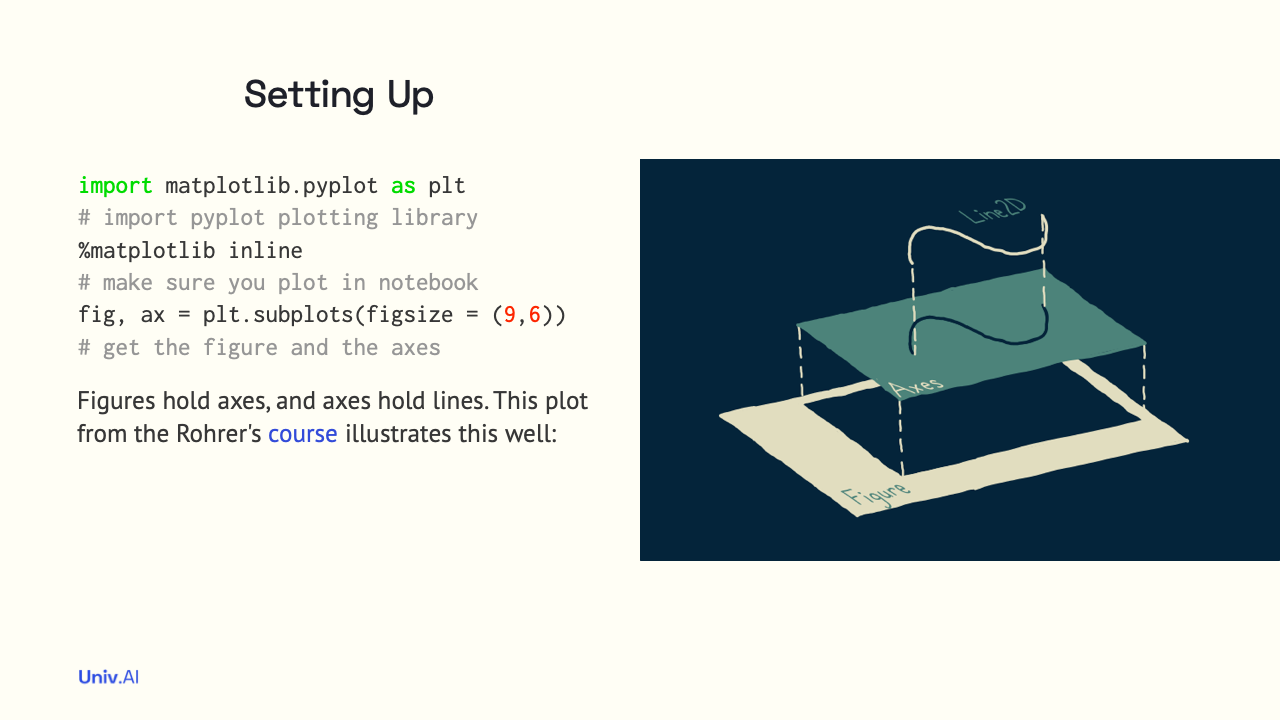 Setting Up
import matplotlib.pyplot as plt
# import pyplot plotting library
%matplotlib inline
# make sure you plot in notebook
fig, ax = plt.subplots(figsize = (9,6))
# get the figure and the axes
Figures hold axes, and axes hold lines. This plot
from the Rohrer's course illustrates this well:
Line2D
Axes
Figure
Univ.AI